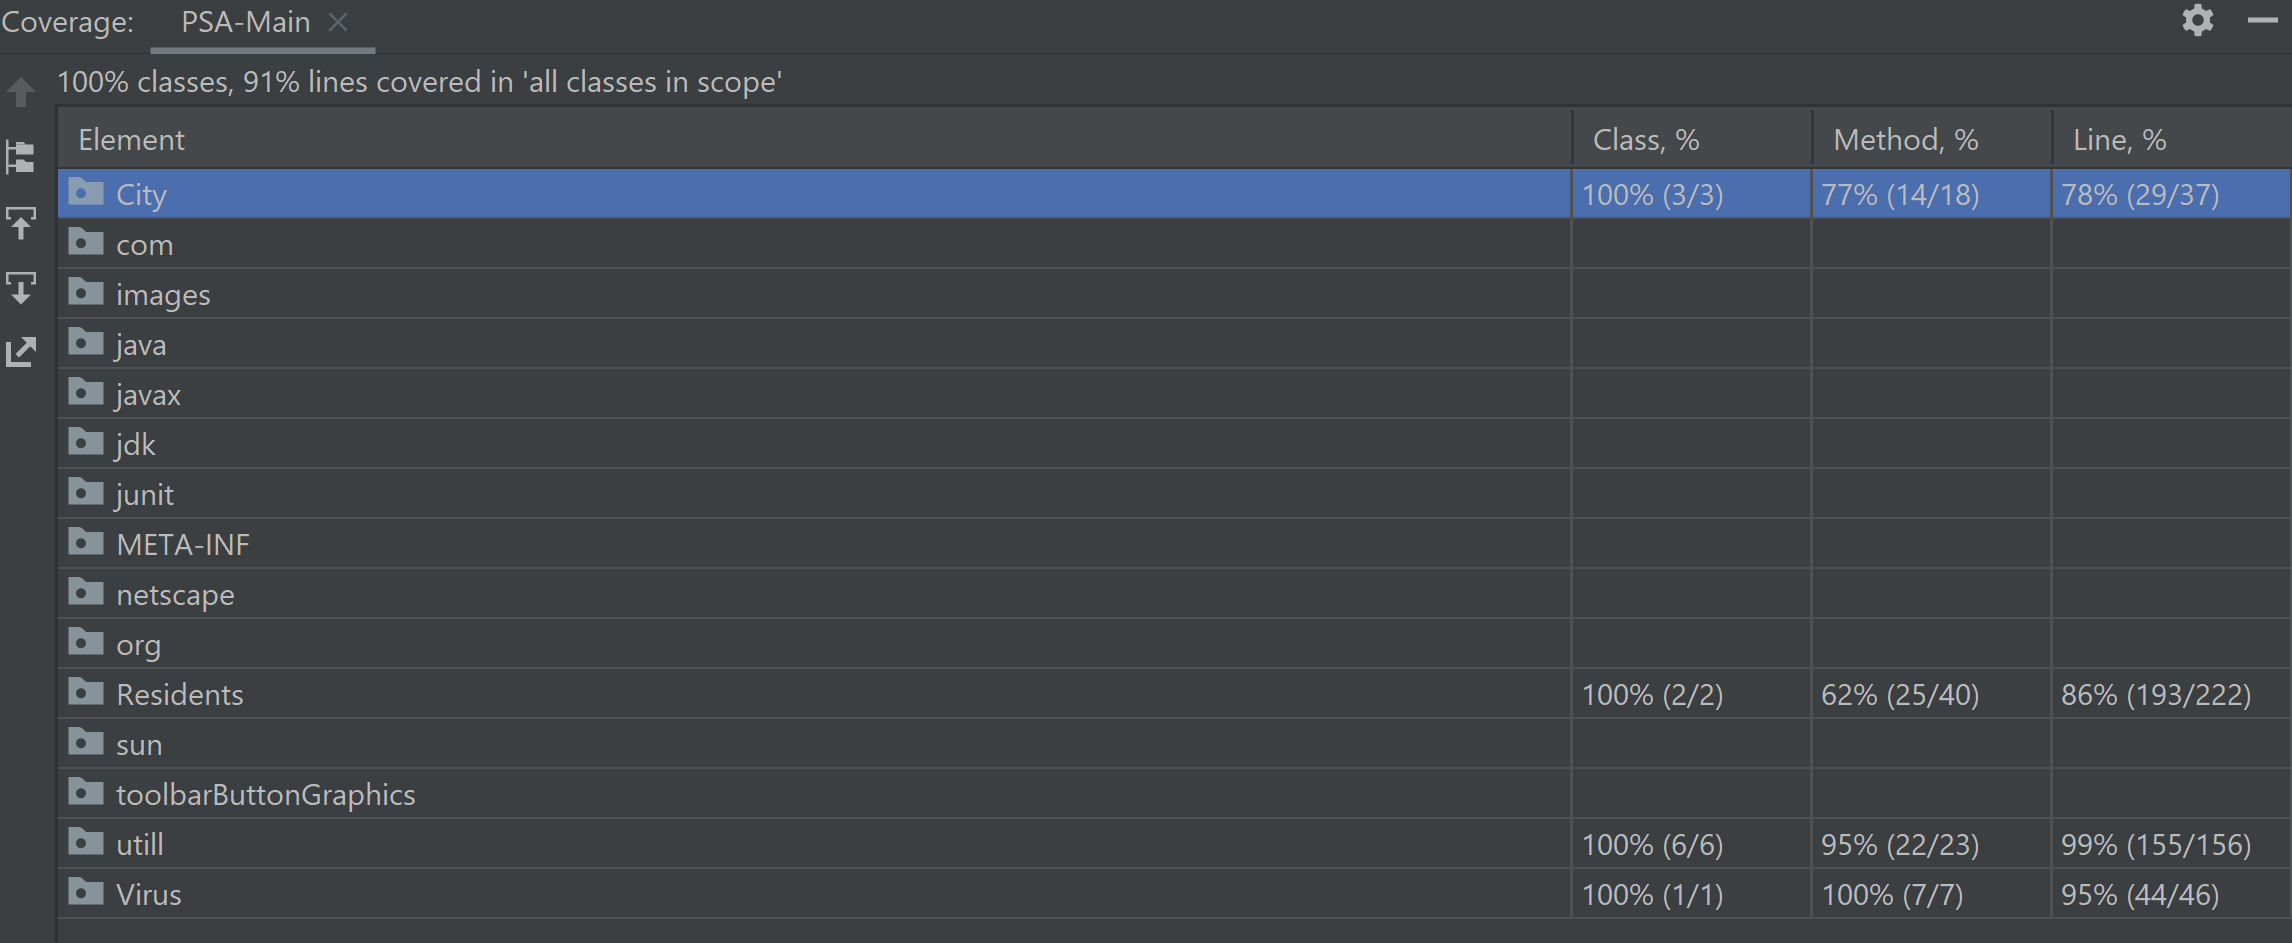 Coverage: PSA-Main
100% classes, 91% lines covered in 'all classes in scope'
Element Class, % Method, % Line, %
City 100% (3/3) 77% (14/18) 78% (29/37)
com
images
java
javax
jdk
junit
META-INF
netscape
org
Residents 100% (2/2) 62% (25/40) 86% (193/222)
sun
toolbarButtonGraphics
utill 100% (6/6) 95% (22/23) 99% (155/156)
Virus 100% (1/1) 100% (7/7) 95% (44/46)